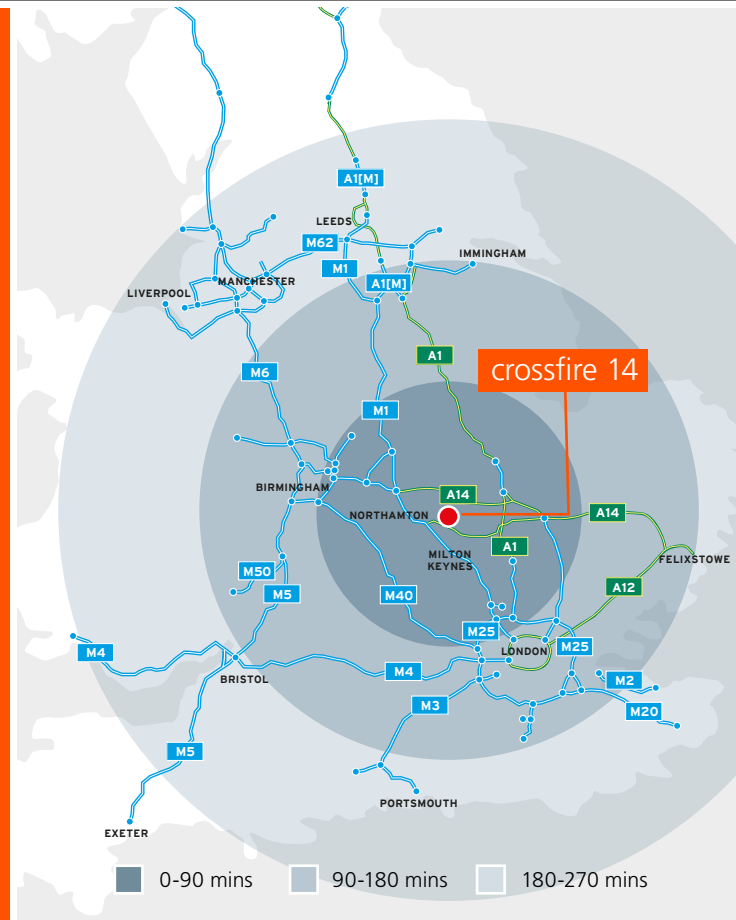 A1[M]
LEEDS
M62
IMMINGHAM
M1
MANCHESTER
A1[M]
LIVERPOOL
A1
crossfire 14
M6
M1
BIRMINGHAM
A14
NORTHAMTON
A14
A1
MILTON
KEYNES
FELIXSTOWE
M50
M5
M40
A12
M25
M25
LONDON
M4
M4
BRISTOL
M2
M3
M20
M5
PORTSMOUTH
EXETER
0-90 mins
90-180 mins
180-270 mins